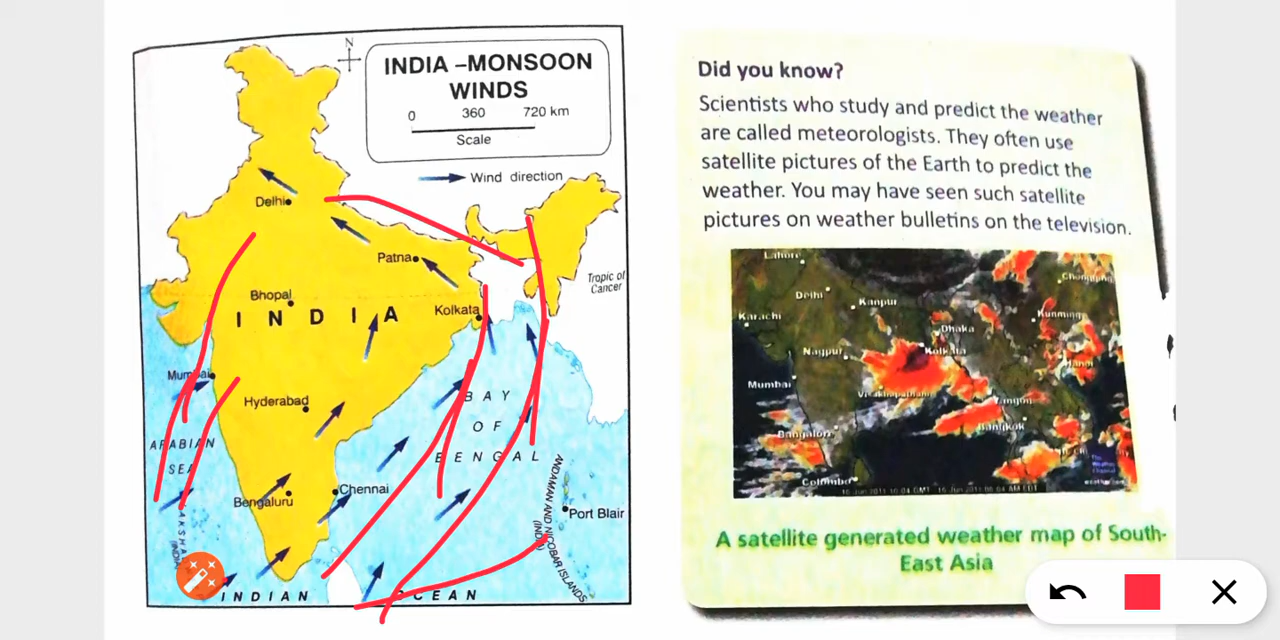 N
INDIA –MONSOON
WINDS
0 360 720 km
Scale
Wind direction
Delhi
Patna
Tropic of
Cancer
Bhopal
Kolkata
I N D I A
Mumbai
Hyderabad
BAY
OF
BENGAL
ARABIAN
SEA
Bengaluru
Chennai
ANDAMAN AND NICOBAR ISLANDS
(INDIA)
Port Blair
INDIAN OCEAN
Did you know?
Scientists who study and predict the weather
are called meteorologists. They often use
satellite pictures of the Earth to predict the
weather. You may have seen such satellite
pictures on weather bulletins on the television.
Lahore
Chongqing
Delhi
Kanpur
Karachi
Kunming
Dhaka
Nagpur
Kolkata
Hanoi
Mumbai
Visakhapatnam
Yangon
Bangkok
Bangalore
Colombo
A satellite generated weather map of South-
East Asia